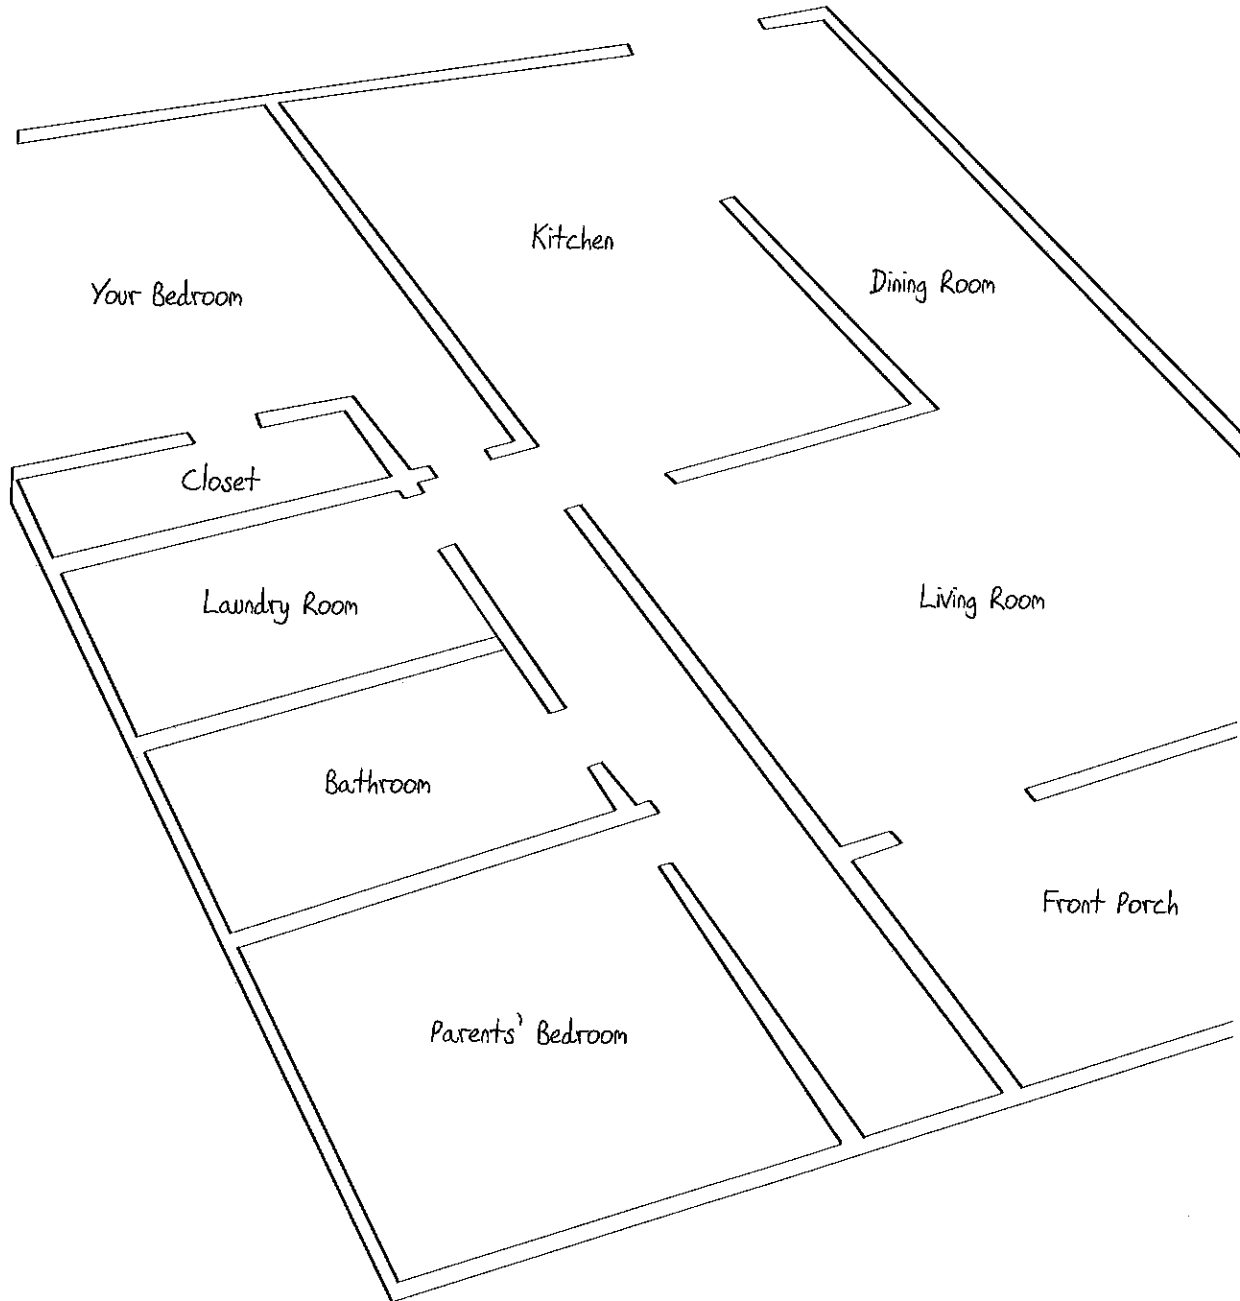 Kitchen
Dining Room
Your Bedroom
Closet
Laundry Room
Living Room
Bathroom
Front Porch
Parents' Bedroom